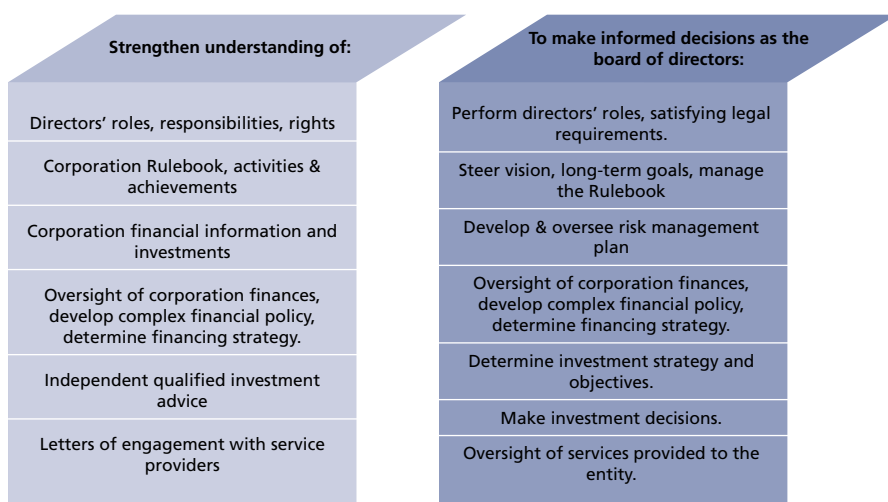 Strengthen understanding of:
Directors' roles, responsibilities, rights
Corporation Rulebook, activities &
achievements
Corporation financial information and
investments
Oversight of corporation finances,
develop complex financial policy,
determine financing strategy.
Independent qualified investment
advice
Letters of engagement with service
providers
To make informed decisions as the
board of directors:
Perform directors' roles, satisfying legal
requirements.
Steer vision, long-term goals, manage
the Rulebook
Develop & oversee risk management
plan
Oversight of corporation finances,
develop complex financial policy,
determine financing strategy.
Determine investment strategy and
objectives.
Make investment decisions.
Oversight of services provided to the
entity.